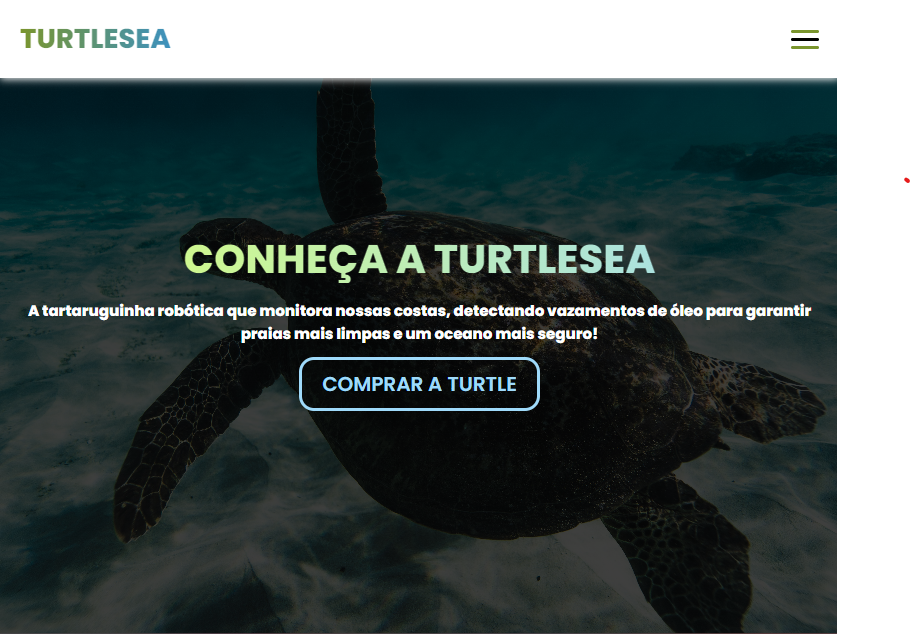 TURTLESEA
CONHEÇA A TURTLESEA
A tartaruguinha robótica que monitora nossas costas, detectando vazamentos de óleo para garantir
praias mais limpas e um oceano mais seguro!
COMPRAR A TURTLE